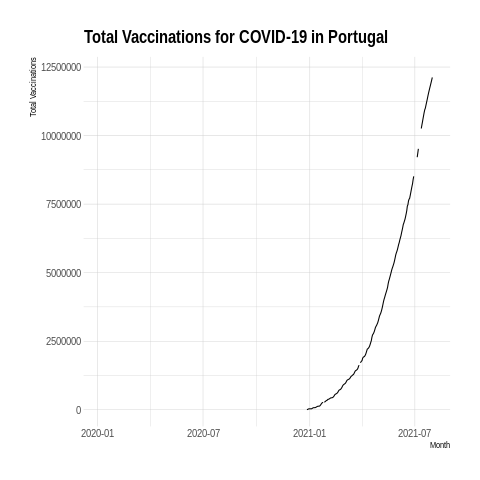 Total Vaccinations for COVID-19 in Portugal
Total Vaccinations
12500000
10000000
7500000
5000000
2500000
0
2020-01 2020-07 2021-01 2021-07
Month